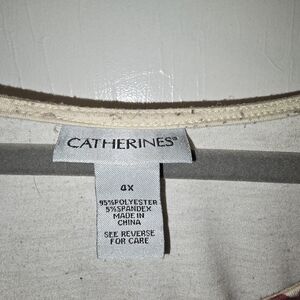 CATHERINES®
4X
95%POLYESTER
5%SPANDEX
MADE IN
CHINA
SEE REVERSE
FOR CARE